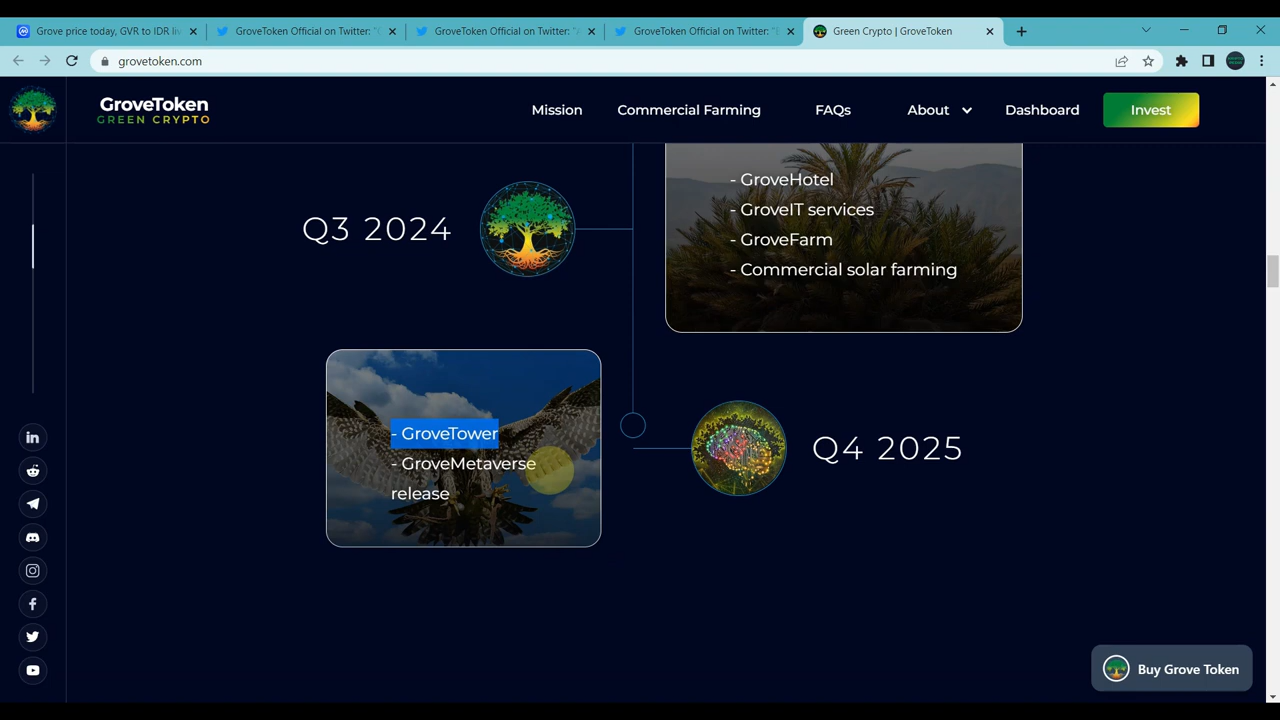 Grove price today, GVR to IDR li
GroveToken Official on Twitter: "
GroveToken Official on Twitter: "
GroveToken Official on Twitter: "
Green Crypto | GroveToken
grovetoken.com
GroveToken
GREEN CRYPTO
Mission
Commercial Farming
FAQs
About
Dashboard
Invest
- GroveHotel
- GroveIT services
- GroveFarm
- Commercial solar farming
Q3 2024
- GroveTower
- GroveMetaverse
release
Q4 2025
Buy Grove Token